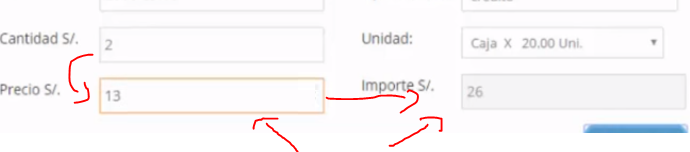 Cantidad S/. 2 Unidad: Caja X 20.00 Uni.
Precio S/. 13 Importe S/. 26